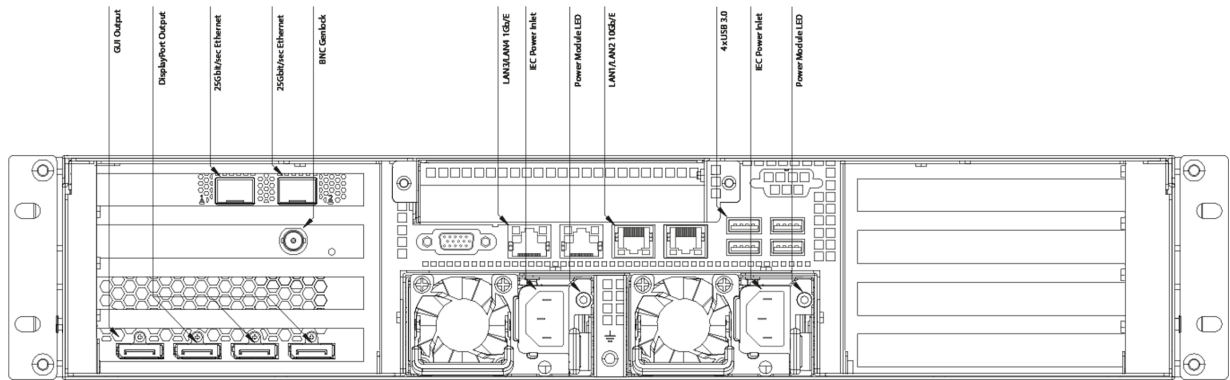 GUI Output
DisplayPort Output
25Gbit/sec Ethernet
25Gbit/sec Ethernet
BNC Genlock
LAN3/LAN4 1Gb/E
IEC Power Inlet
Power Module LED
LAN1/LAN2 10Gb/E
4 x USB 3.0
IEC Power Inlet
Power Module LED